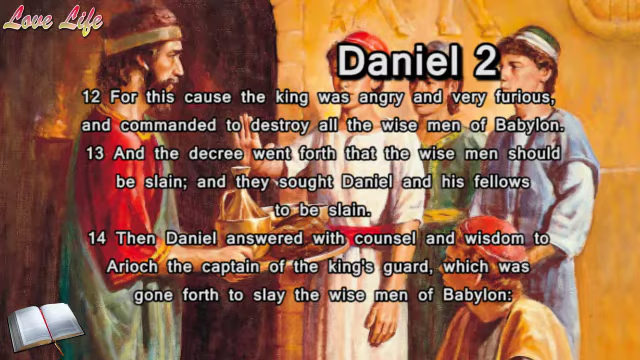 Love Life
Daniel 2
12 For this cause the king was angry and very furious,
and commanded to destroy all the wise men of Babylon.
13 And the decree went forth that the wise men should
be slain; and they sought Daniel and his fellows
to be slain.
14 Then Daniel answered with counsel and wisdom to
Arioch the captain of the king's guard, which was
gone forth to slay the wise men of Babylon: